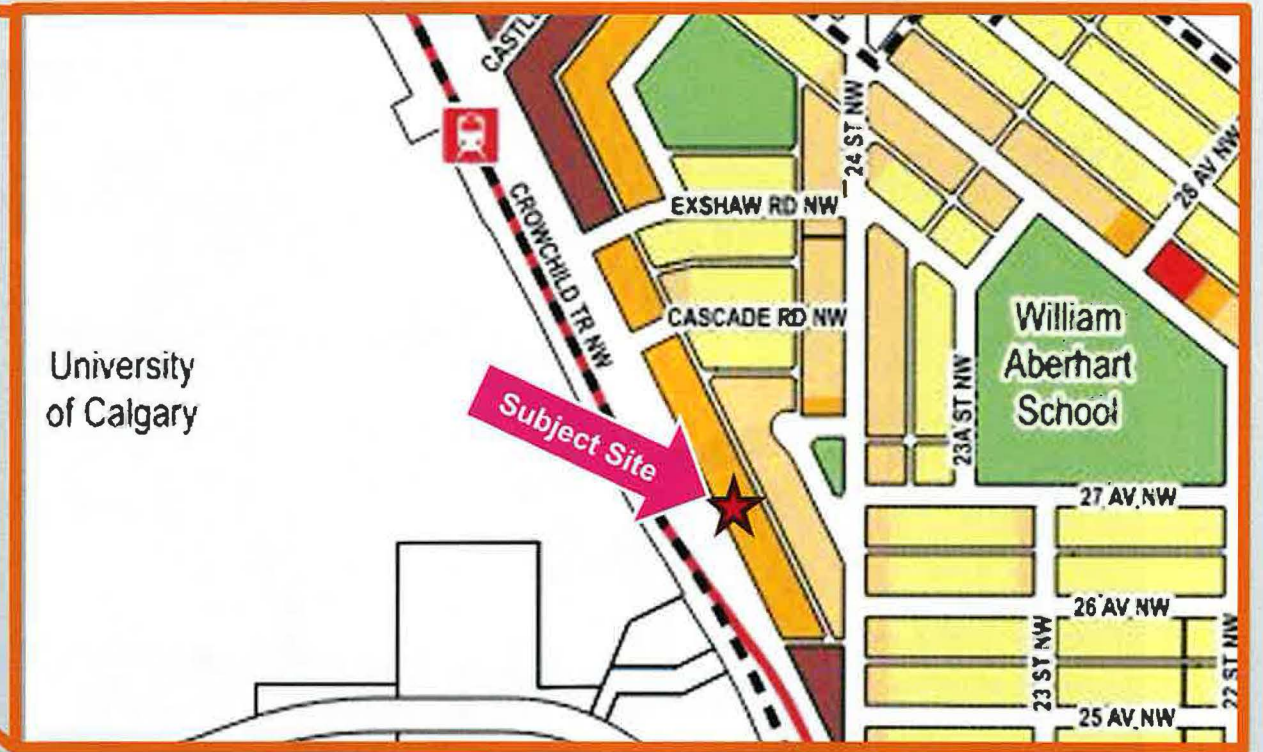 CASTL
24 ST NW
28 AV NW
EXSHAW RD NW
CROWCHILD TR NW
CASCADE RD NW
William
Aberhart
School
University
of Calgary
Subject Site
23A ST NW
27 AV NW
26 AV NW
23 ST NW
22 ST NW
25 AV NW